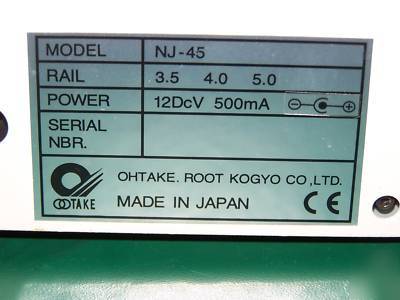 MODEL NJ-45
RAIL 3.5 4.0 5.0
POWER 12DcV 500mA
SERIAL
NBR.
OHTAKE. ROOT KOGYO CO., LTD.
OOTAKE MADE IN JAPAN CE